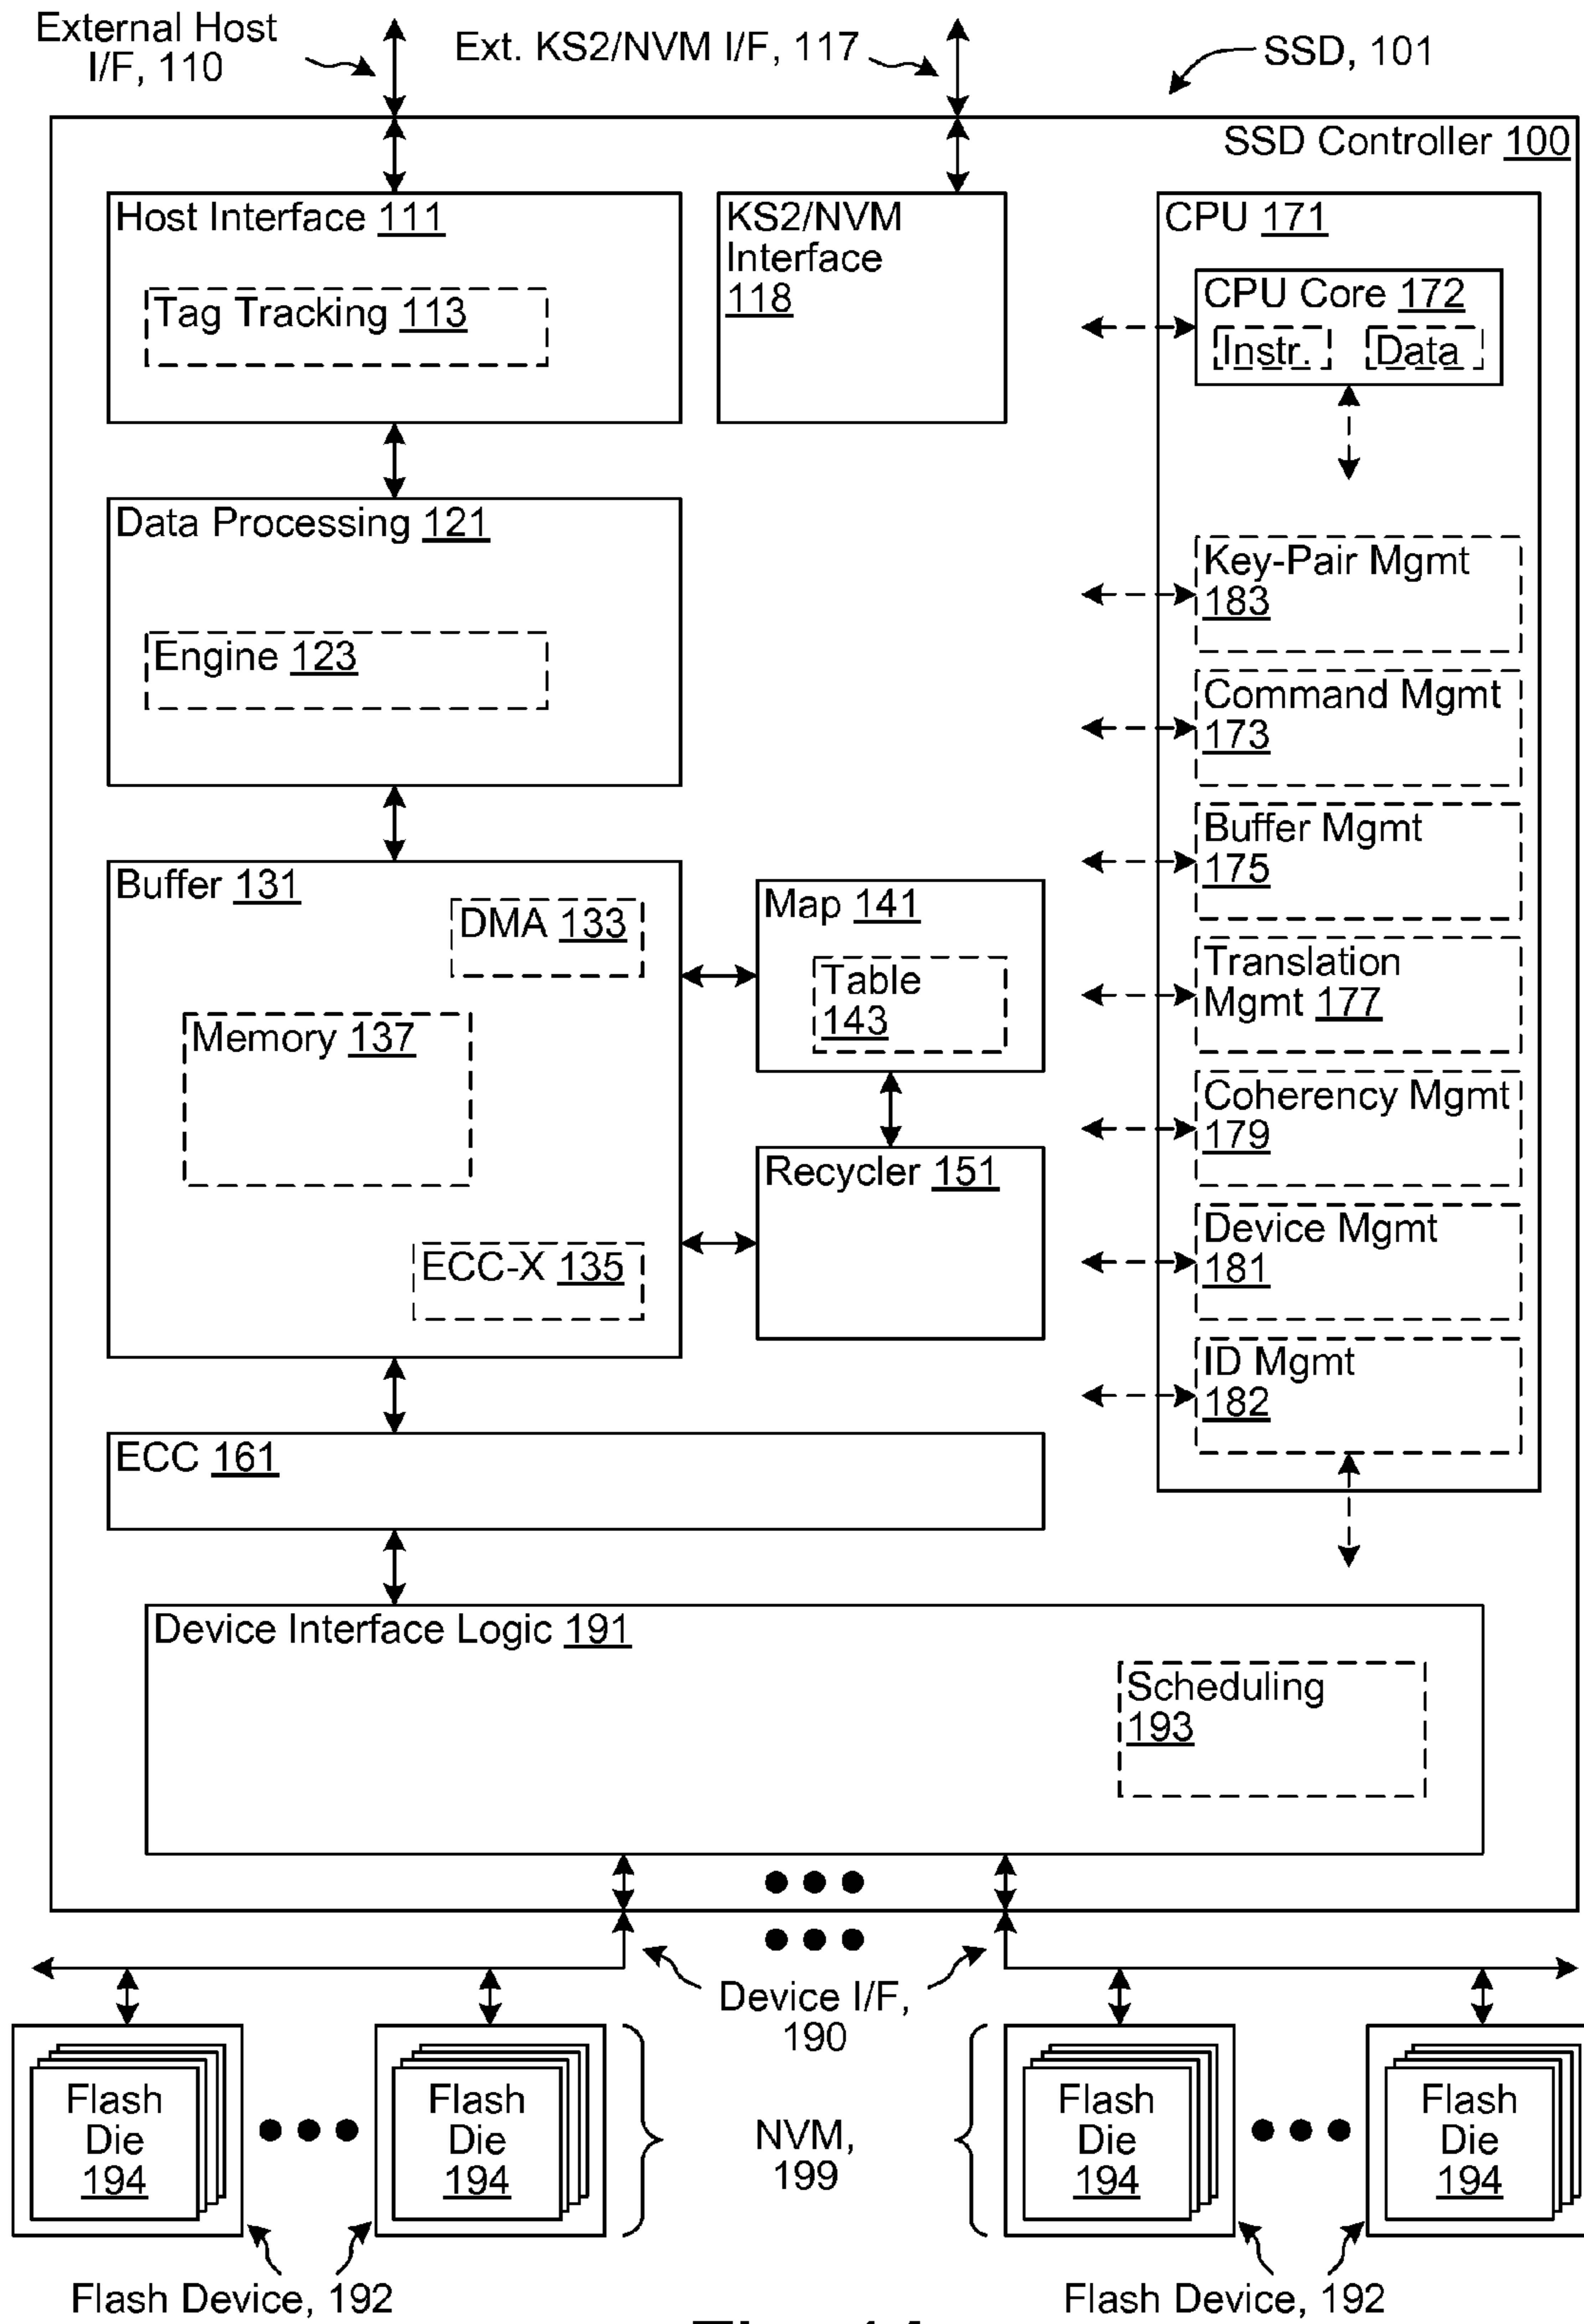 External Host
I/F, 110
Ext. KS2/NVM I/F, 117
SSD, 101
SSD Controller 100
Host Interface 111
Tag Tracking 113
KS2/NVM
Interface
118
CPU 171
CPU Core 172
Instr.
Data
Data Processing 121
Engine 123
Key-Pair Mgmt
183
Command Mgmt
173
Buffer Mgmt
175
Translation
Mgmt 177
Coherency Mgmt
179
Device Mgmt
181
ID Mgmt
182
Buffer 131
DMA 133
Memory 137
ECC-X 135
Map 141
Table
143
Recycler 151
ECC 161
Device Interface Logic 191
Scheduling
193
Device I/F,
190
Flash
Die
194
Flash
Die
194
NVM,
199
Flash
Die
194
Flash
Die
194
Flash Device, 192
Flash Device, 192